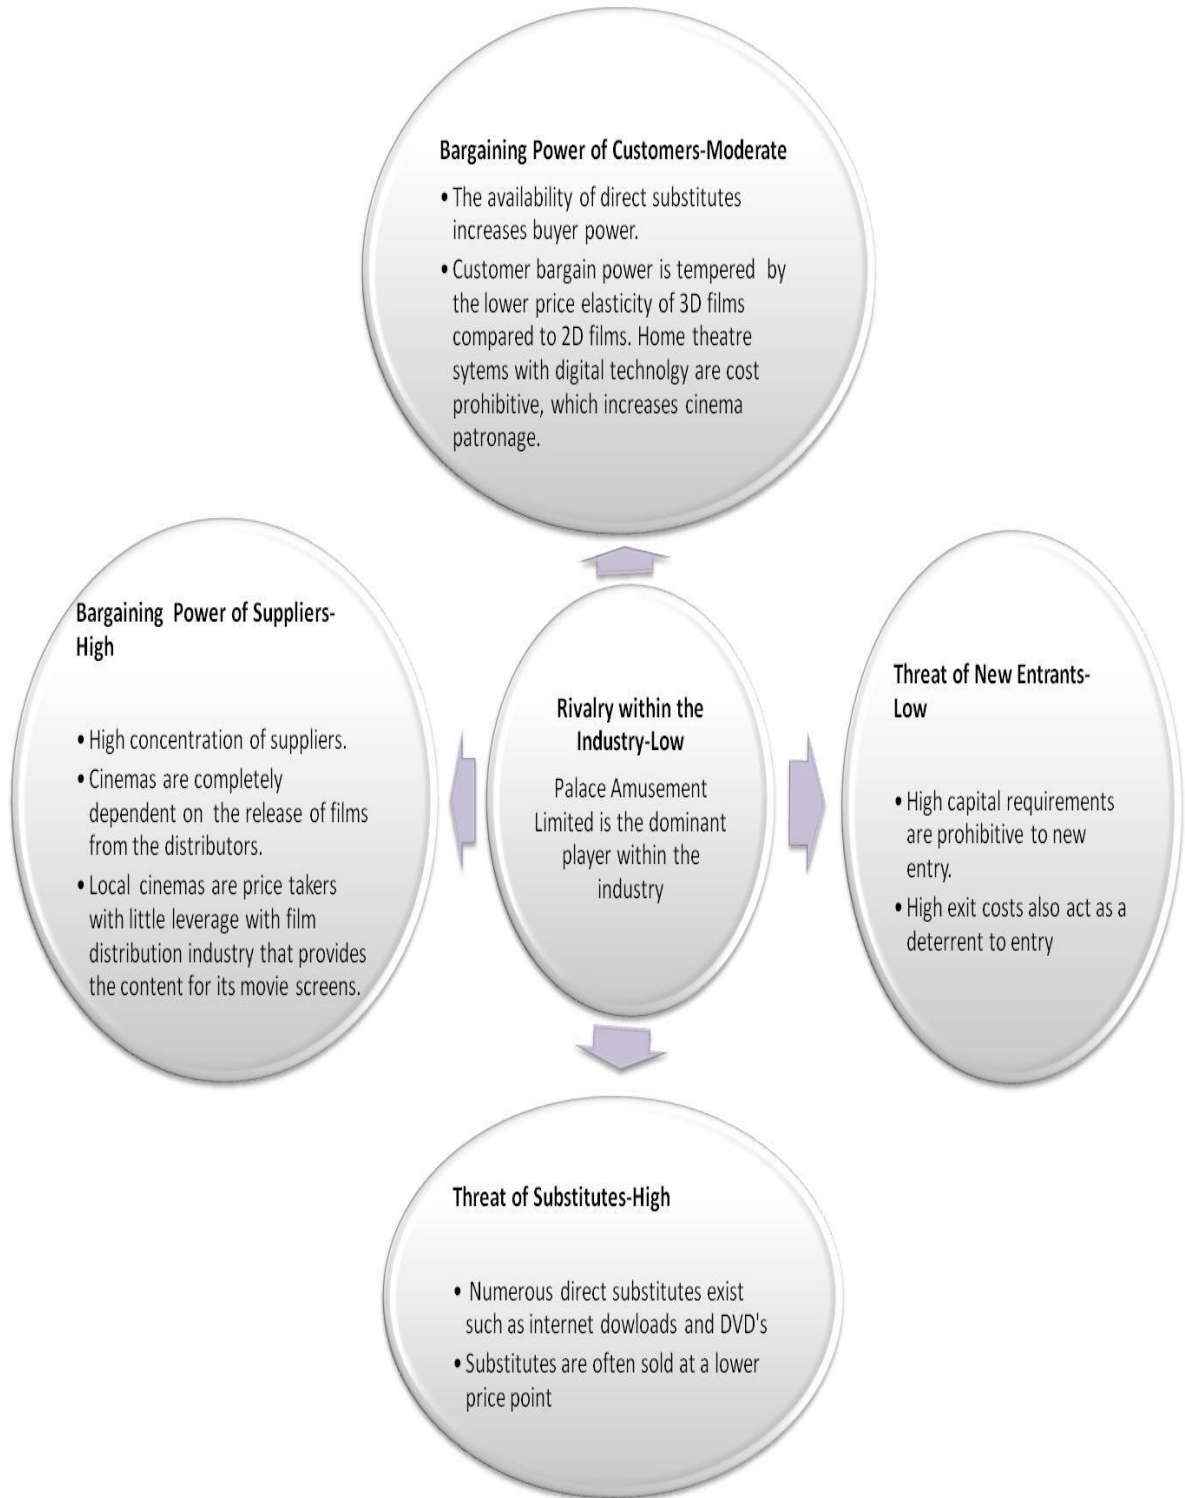 Bargaining Power of Customers-Moderate
• The availability of direct substitutes
increases buyer power.
• Customer bargain power is tempered by
the lower price elasticity of 3D films
compared to 2D films. Home theatre
sytems with digital technolgy are cost
prohibitive, which increases cinema
patronage.
Bargaining Power of Suppliers-
High
• High concentration of suppliers.
• Cinemas are completely
dependent on the release of films
from the distributors.
• Local cinemas are price takers
with little leverage with film
distribution industry that provides
the content for its movie screens.
Rivalry within the
Industry-Low
Palace Amusement
Limited is the dominant
player within the
industry
Threat of New Entrants-
Low
• High capital requirements
are prohibitive to new
entry.
• High exit costs also act as a
deterrent to entry
Threat of Substitutes-High
• Numerous direct substitutes exist
such as internet dowloads and DVD's
• Substitutes are often sold at a lower
price point